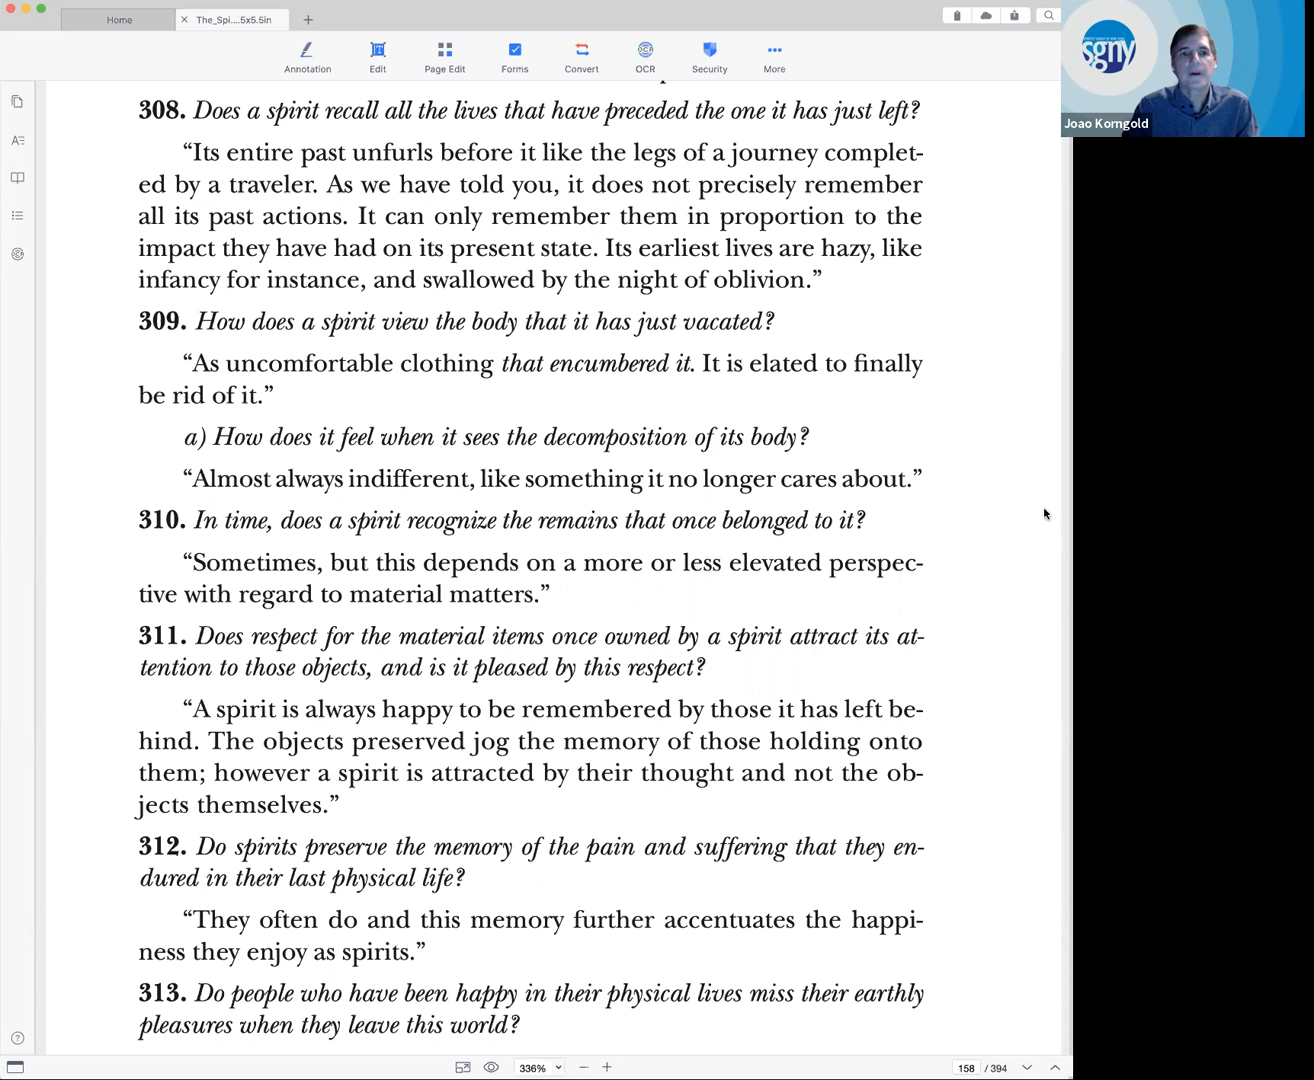 Home
The_Spi....5x5.5in
Annotation
Edit
Page Edit
Forms
Convert
OCR
OCR
Security
More
sgny
Joao Korngold
308. Does a spirit recall all the lives that have preceded the one it has just left?
“Its entire past unfurls before it like the legs of a journey complet-
ed by a traveler. As we have told you, it does not precisely remember
all its past actions. It can only remember them in proportion to the
impact they have had on its present state. Its earliest lives are hazy, like
infancy for instance, and swallowed by the night of oblivion.”
309. How does a spirit view the body that it has just vacated?
“As uncomfortable clothing that encumbered it. It is elated to finally
be rid of it.”
a) How does it feel when it sees the decomposition of its body?
“Almost always indifferent, like something it no longer cares about.”
310. In time, does a spirit recognize the remains that once belonged to it?
“Sometimes, but this depends on a more or less elevated perspec-
tive with regard to material matters.”
311. Does respect for the material items once owned by a spirit attract its at-
tention to those objects, and is it pleased by this respect?
“A spirit is always happy to be remembered by those it has left be-
hind. The objects preserved jog the memory of those holding onto
them; however a spirit is attracted by their thought and not the ob-
jects themselves.”
312. Do spirits preserve the memory of the pain and suffering that they en-
dured in their last physical life?
“They often do and this memory further accentuates the happi-
ness they enjoy as spirits.”
313. Do people who have been happy in their physical lives miss their earthly
pleasures when they leave this world?
336%
158 / 394